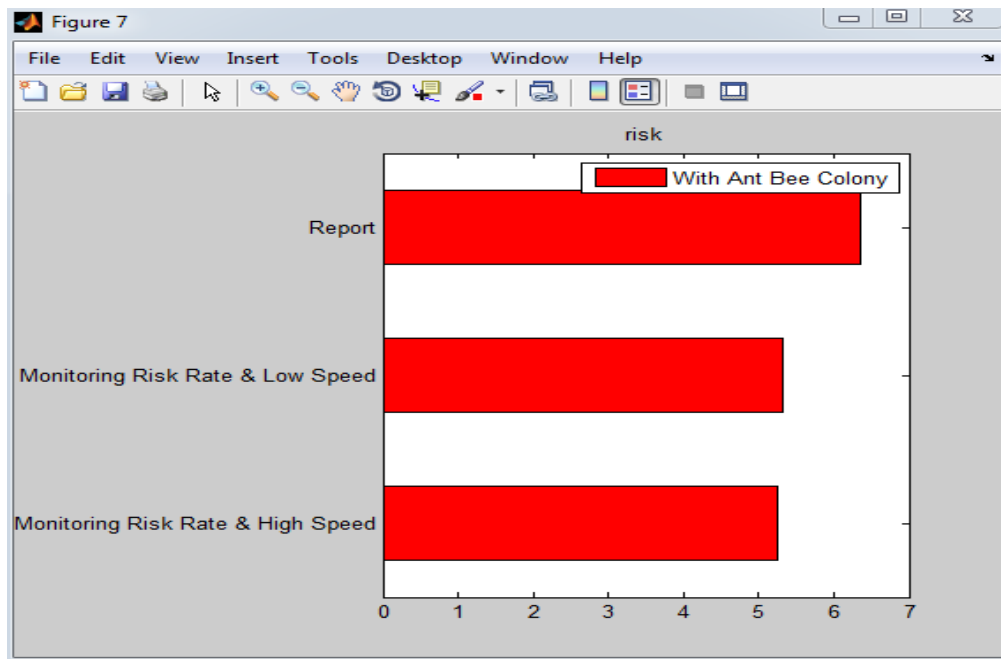 Figure 7
File Edit View Insert Tools Desktop Window Help
risk
With Ant Bee Colony
Report
Monitoring Risk Rate & Low Speed
Monitoring Risk Rate & High Speed
0 1 2 3 4 5 6 7